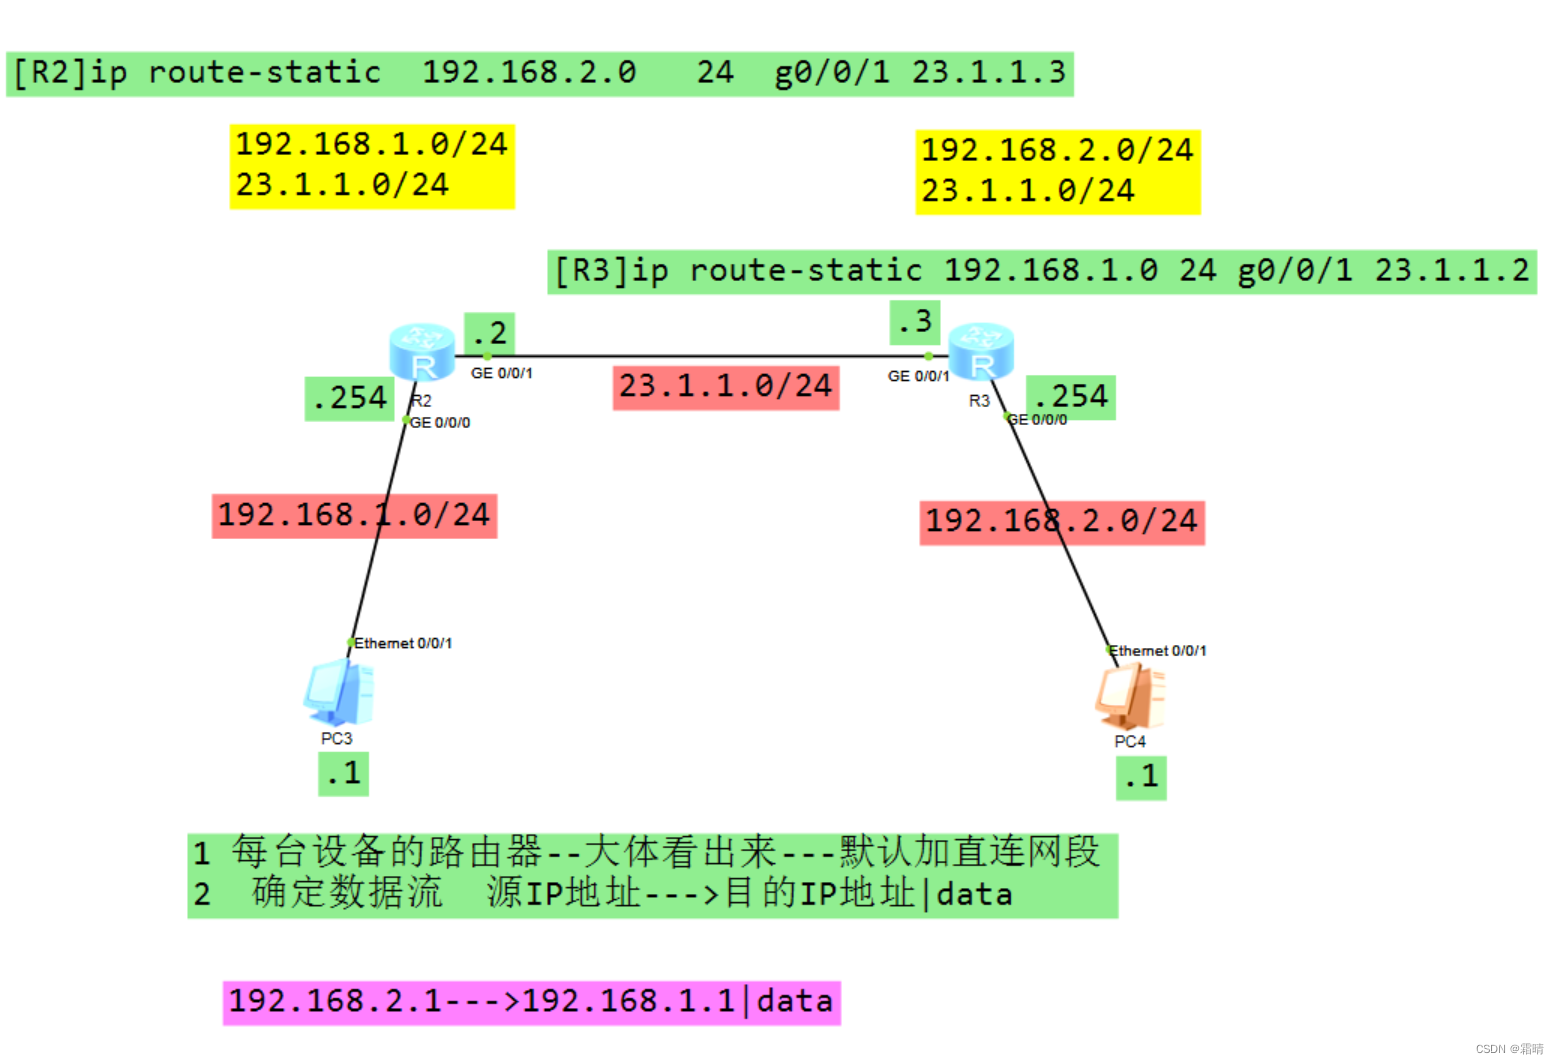 [R2]ip route-static  192.168.2.0   24  g0/0/1 23.1.1.3
192.168.1.0/24
23.1.1.0/24
192.168.2.0/24
23.1.1.0/24
[R3]ip route-static 192.168.1.0 24 g0/0/1 23.1.1.2
.2
.3
GE 0/0/1
23.1.1.0/24
GE 0/0/1
.254
R2
R3
.254
GE 0/0/0
GE 0/0/0
192.168.1.0/24
192.168.2.0/24
Ethernet 0/0/1
Ethernet 0/0/1
PC3
PC4
.1
.1
1 每台设备的路由器--大体看出来---默认加直连网段
2  确定数据流  源IP地址--->目的IP地址|data
192.168.2.1--->192.168.1.1|data
CSDN @霜晴